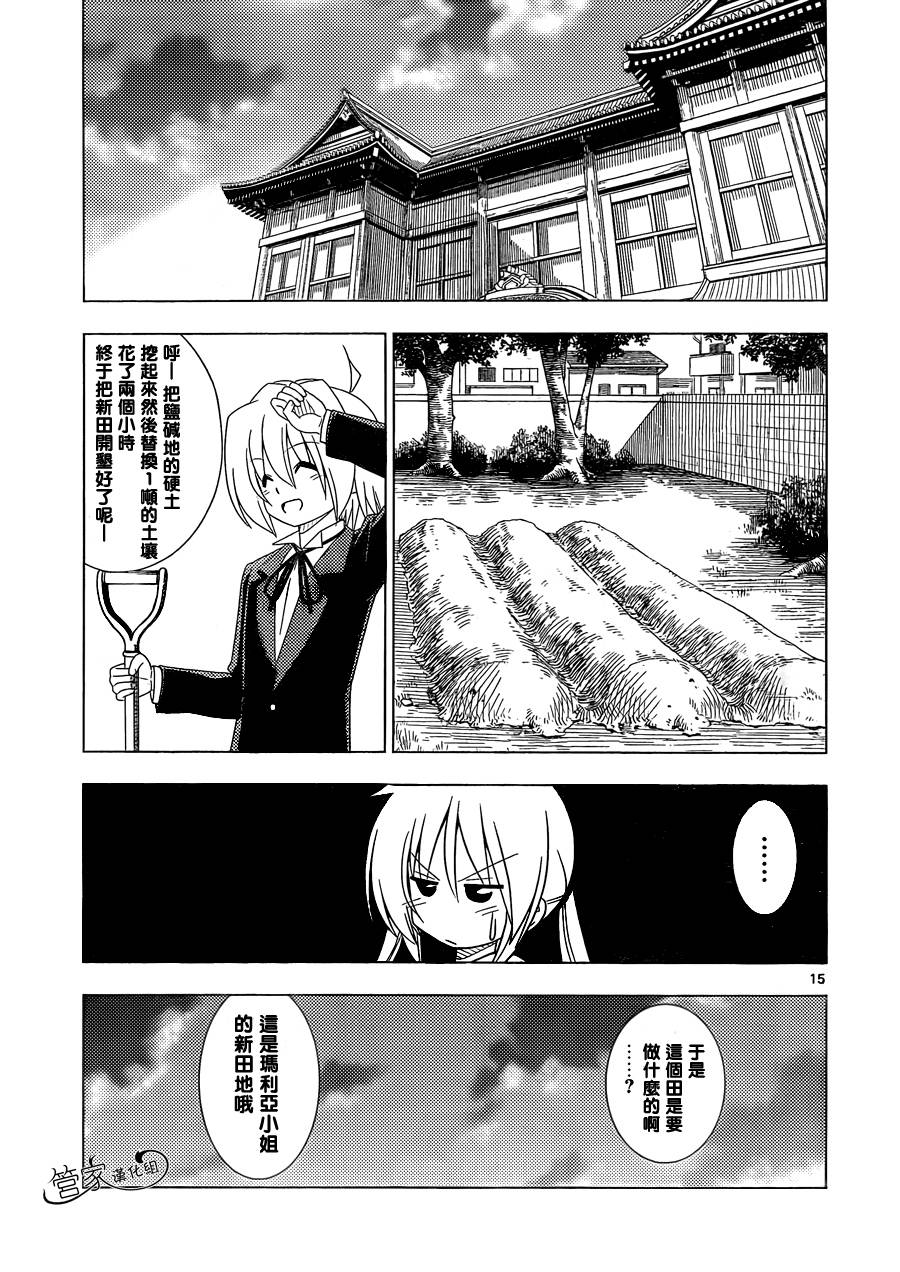 呼ー 把鹽碱地的硬土
挖起來然後替換1噸的土壤
花了兩個小時
終于把新田開墾好了呢ー
……
15
于是
這個田是要
做什麼的啊
……?
這是瑪利亞小姐
的新田地哦
管家漢化組